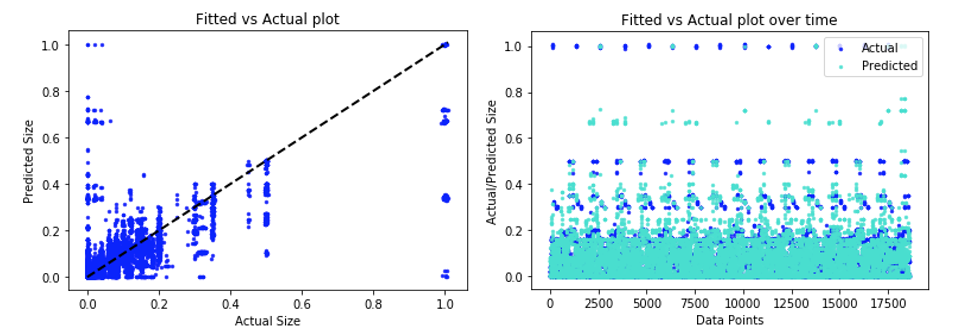 Fitted vs Actual plot
Predicted Size
1.0
0.8
0.6
0.4
0.2
0.0
0.0 0.2 0.4 0.6 0.8 1.0
Actual Size
Fitted vs Actual plot over time
Actual/Predicted Size
1.0
0.8
0.6
0.4
0.2
0.0
Actual
Predicted
0 2500 5000 7500 10000 12500 15000 17500
Data Points